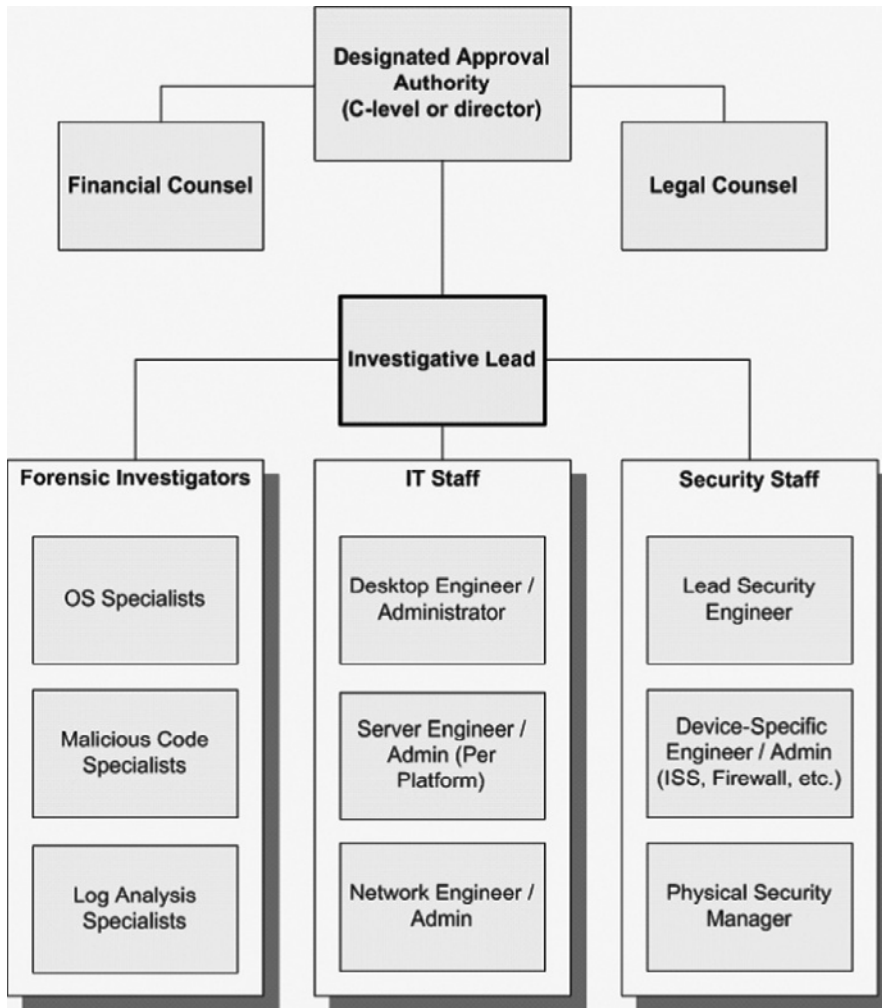 Designated Approval
Authority
(C-level or director)
Financial Counsel
Legal Counsel
Investigative Lead
Forensic Investigators
OS Specialists
Malicious Code
Specialists
Log Analysis
Specialists
IT Staff
Desktop Engineer /
Administrator
Server Engineer /
Admin (Per
Platform)
Network Engineer /
Admin
Security Staff
Lead Security
Engineer
Device-Specific
Engineer / Admin
(ISS, Firewall, etc.)
Physical Security
Manager